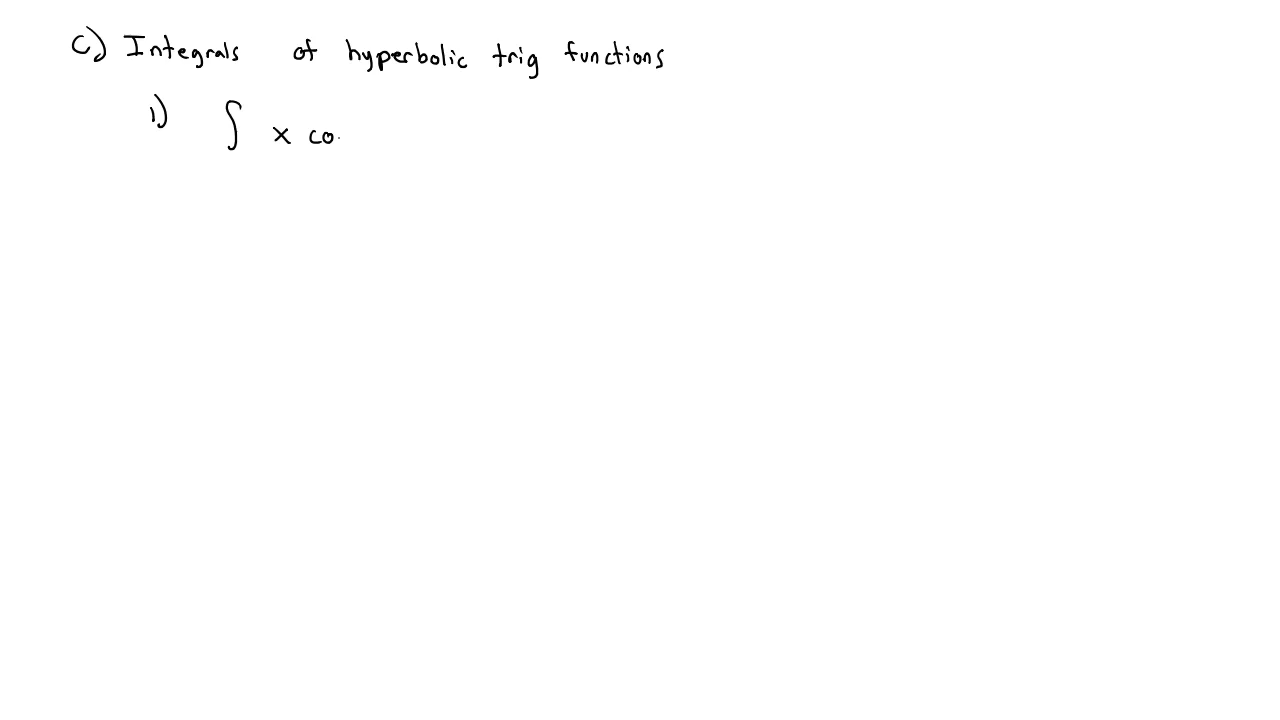 C) Integrals of hyperbolic trig functions
1) ∫ x co